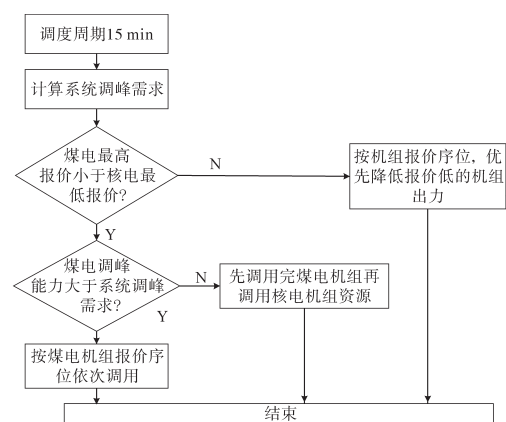 调度周期15 min
计算系统调峰需求
煤电最高
报价小于核电最
低报价?
N
按机组报价序位,优
先降低报价低的机组
出力
Y
煤电调峰
能力大于系统调峰
需求?
N
先调用完煤电机组再
调用核电机组资源
Y
按煤电机组报价序
位依次调用
结束